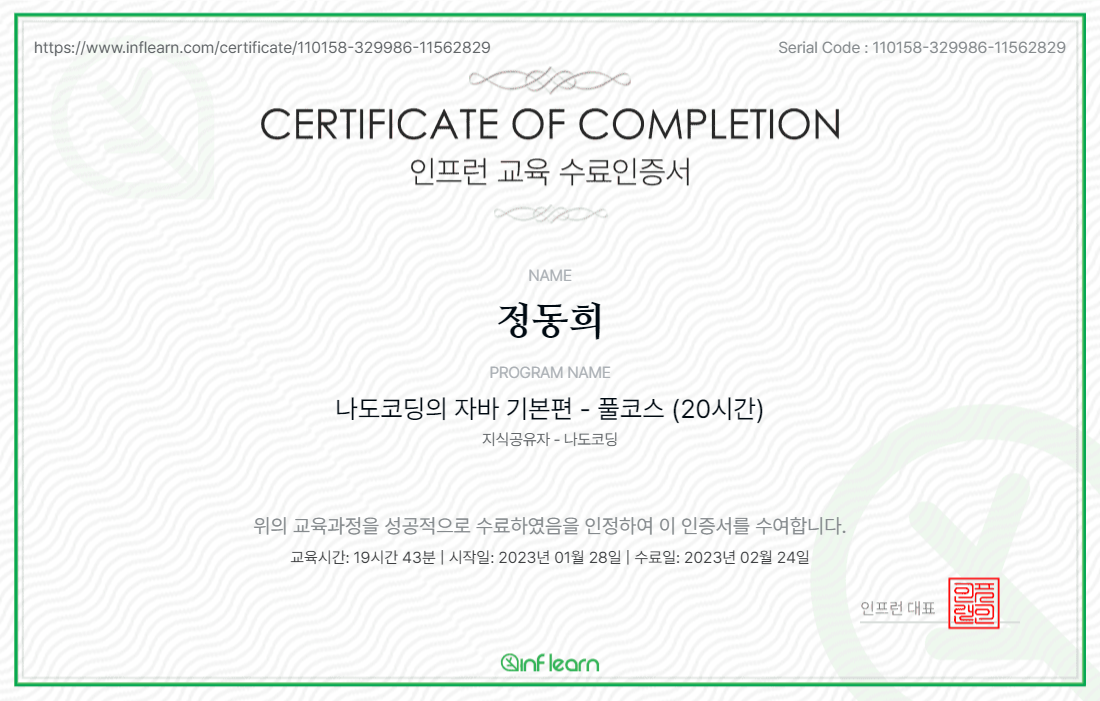 https://www.inflearn.com/certificate/110158-329986-11562829
Serial Code : 110158-329986-11562829
CERTIFICATE OF COMPLETION
인프런 교육 수료인증서
NAME
정동희
PROGRAM NAME
나도코딩의 자바 기본편 - 풀코스 (20시간)
지식공유자 - 나도코딩
위의 교육과정을 성공적으로 수료하였음을 인정하여 이 인증서를 수여합니다.
교육시간: 19시간 43분 | 시작일: 2023년 01월 28일 | 수료일: 2023년 02월 24일
인프런 대표
inflearn